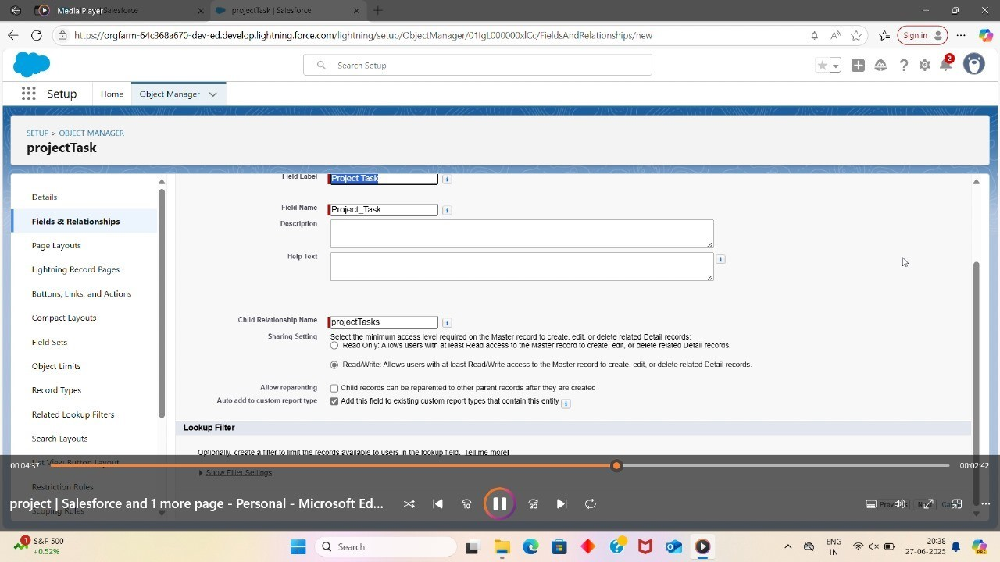 Media Player
Salesforce
projectTask | Salesforce
https://orgfarm-64c368a670-dev-ed.develop.lightning.force.com/lightning/setup/ObjectManager/01IgL000000xlCc/FieldsAndRelationships/new
Sign in
Search Setup
2
Setup
Home
Object Manager
SETUP > OBJECT MANAGER
projectTask
Details
Fields & Relationships
Page Layouts
Lightning Record Pages
Buttons, Links, and Actions
Compact Layouts
Field Sets
Object Limits
Record Types
Related Lookup Filters
Search Layouts
List View Button Layout
Restriction Rules
Scoping Rules
Field Label Project Task
Field Name Project_Task
Description
Help Text
Child Relationship Name projectTasks
Sharing Setting Select the minimum access level required on the Master record to create, edit, or delete related Detail records:
Read Only: Allows users with at least Read access to the Master record to create, edit, or delete related Detail records.
Read/Write: Allows users with at least Read/Write access to the Master record to create, edit, or delete related Detail records.
Allow reparenting Child records can be reparented to other parent records after they are created
Auto add to custom report type Add this field to existing custom report types that contain this entity
Lookup Filter
Optionally, create a filter to limit the records available to users in the lookup field. Tell me more!
Show Filter Settings
00:04:37
00:02:42
project | Salesforce and 1 more page - Personal - Microsoft Ed...
10
30
1
S&P 500
+0.52%
Search
ENG
IN
20:38
27-06-2025
PRE